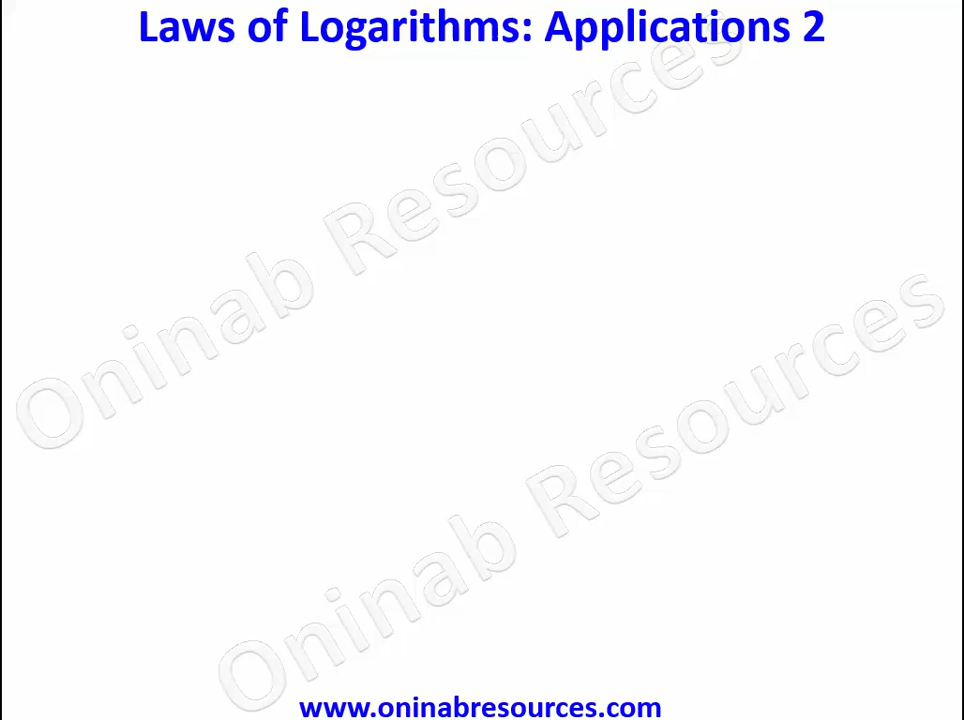 Laws of Logarithms: Applications 2
Oninab Resources
Oninab Resources
www.oninabresources.com